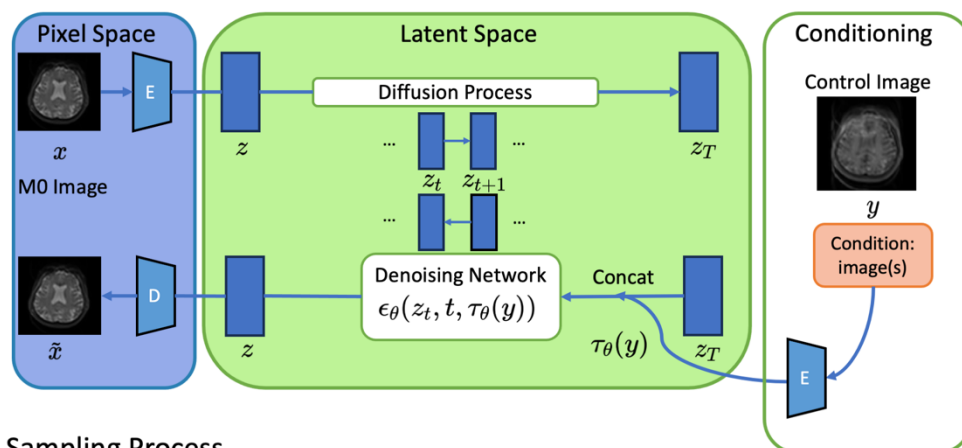 Pixel Space
Latent Space
Conditioning
E
x
M0 Image
z
Diffusion Process
z_T
... ...
z_t z_{t+1}
... ...
Control Image
y
Condition:
image(s)
D
x̃
z
Denoising Network
ϵ_θ(z_t, t, τ_θ(y))
Concat
τ_θ(y)
z_T
E
Sampling Process